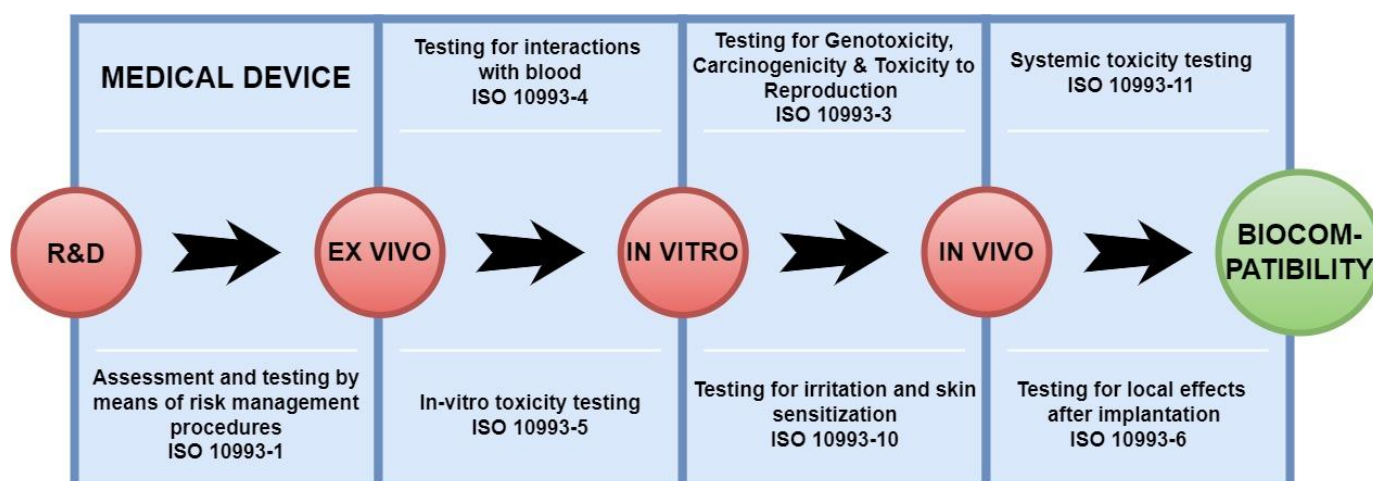 MEDICAL DEVICE
Testing for interactions
with blood
ISO 10993-4
Testing for Genotoxicity,
Carcinogenicity & Toxicity to
Reproduction
ISO 10993-3
Systemic toxicity testing
ISO 10993-11
R&D
EX VIVO
IN VITRO
IN VIVO
BIOCOM-
PATIBILITY
Assessment and testing by
means of risk management
procedures
ISO 10993-1
In-vitro toxicity testing
ISO 10993-5
Testing for irritation and skin
sensitization
ISO 10993-10
Testing for local effects
after implantation
ISO 10993-6